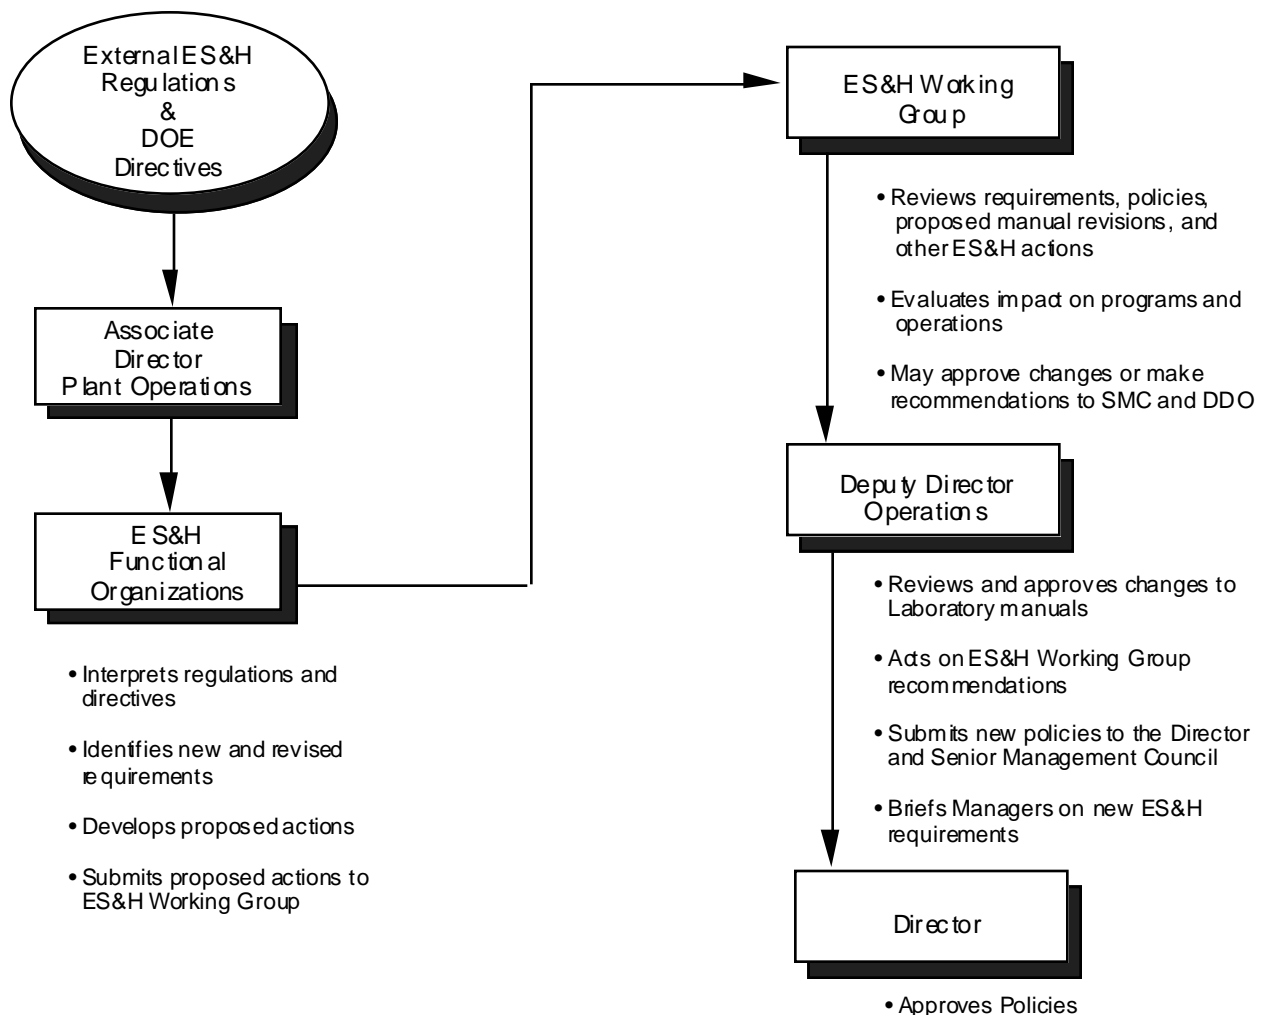 External ES&H
Regulations
&
DOE
Directives
Associate
Director
Plant Operations
ES&H
Functional
Organizations
• Interprets regulations and
directives
• Identifies new and revised
requirements
• Develops proposed actions
• Submits proposed actions to
ES&H Working Group
ES&H Working
Group
• Reviews requirements, policies,
proposed manual revisions, and
other ES&H actions
• Evaluates impact on programs and
operations
• May approve changes or make
recommendations to SMC and DDO
Deputy Director
Operations
• Reviews and approves changes to
Laboratory manuals
• Acts on ES&H Working Group
recommendations
• Submits new policies to the Director
and Senior Management Council
• Briefs Managers on new ES&H
requirements
Director
• Approves Policies